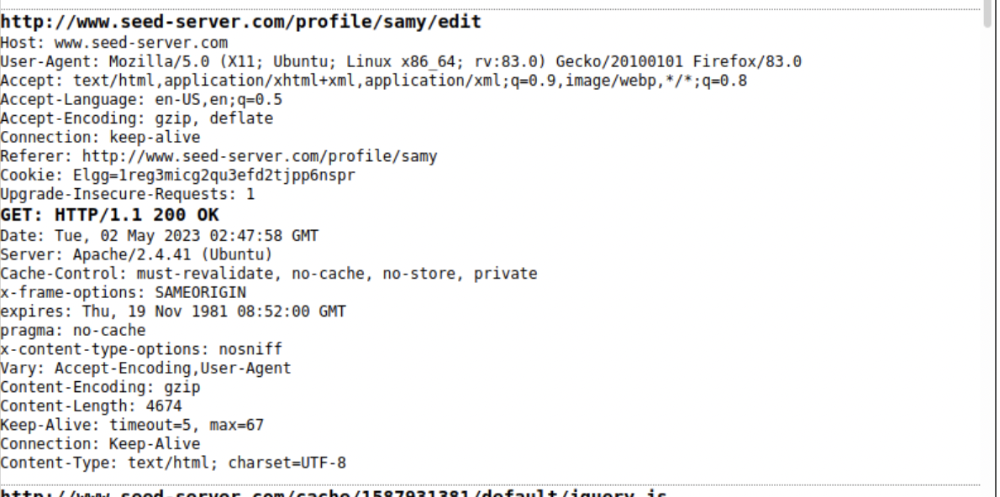 http://www.seed-server.com/profile/samy/edit
Host: www.seed-server.com
User-Agent: Mozilla/5.0 (X11; Ubuntu; Linux x86_64; rv:83.0) Gecko/20100101 Firefox/83.0
Accept: text/html,application/xhtml+xml,application/xml;q=0.9,image/webp,*/*;q=0.8
Accept-Language: en-US,en;q=0.5
Accept-Encoding: gzip, deflate
Connection: keep-alive
Referer: http://www.seed-server.com/profile/samy
Cookie: Elgg=1reg3micg2qu3efd2tjpp6nspr
Upgrade-Insecure-Requests: 1
GET: HTTP/1.1 200 OK
Date: Tue, 02 May 2023 02:47:58 GMT
Server: Apache/2.4.41 (Ubuntu)
Cache-Control: must-revalidate, no-cache, no-store, private
x-frame-options: SAMEORIGIN
expires: Thu, 19 Nov 1981 08:52:00 GMT
pragma: no-cache
x-content-type-options: nosniff
Vary: Accept-Encoding,User-Agent
Content-Encoding: gzip
Content-Length: 4674
Keep-Alive: timeout=5, max=67
Connection: Keep-Alive
Content-Type: text/html; charset=UTF-8
http://www.seed-server.com/cache/1587931381/default/jquery.js